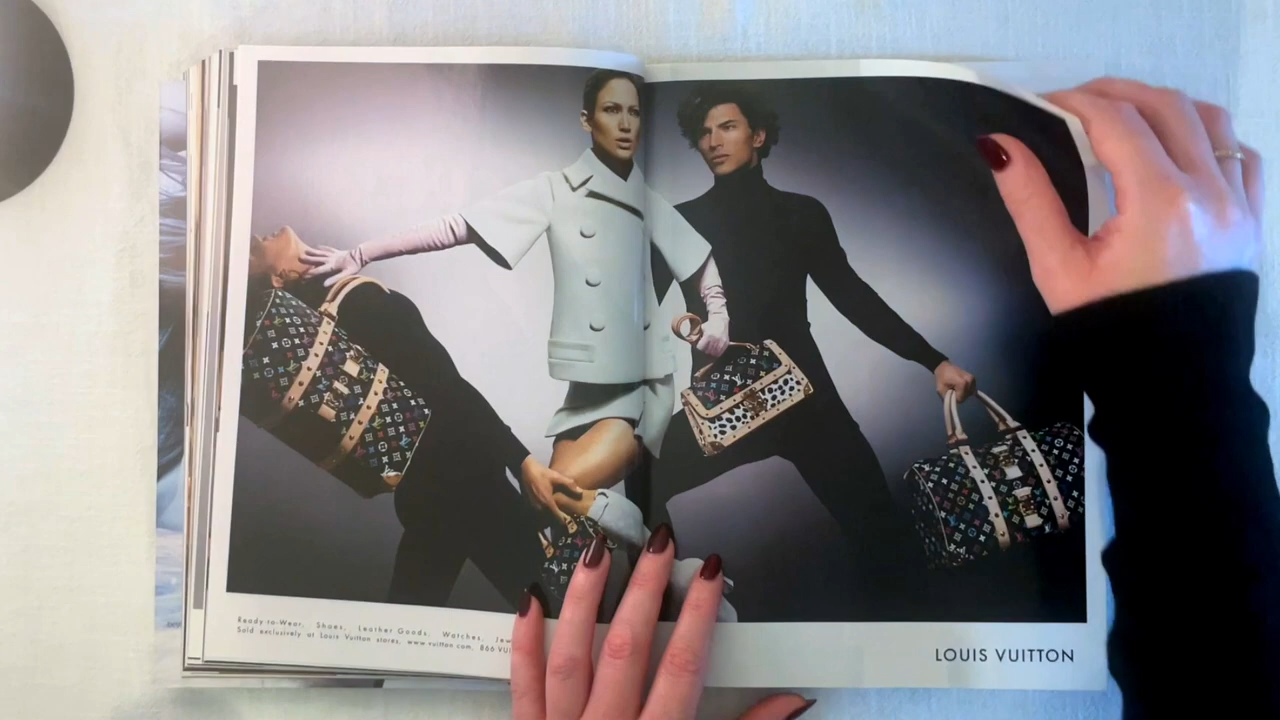 Ready-to-Wear, Shoes, Leather Goods, Watches,
Sold exclusively at Louis Vuitton stores, www.vuitton.com, 866
LOUIS VUITTON